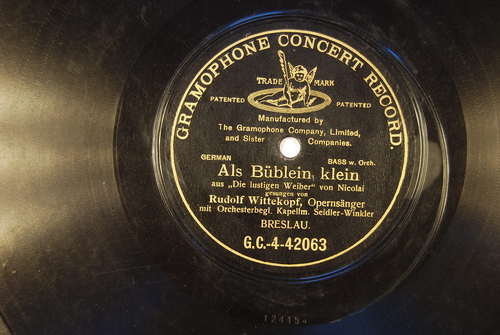 GRAMOPHONE CONCERT RECORD.
TRADE MARK
PATENTED PATENTED
Manufactured by
The Gramophone Company, Limited,
and Sister Companies.
GERMAN BASS w. Orch.
Als Büblein klein
aus „Die lustigen Weiber" von Nicolai
gesungen von
Rudolf Wittekopf, Opernsänger
mit Orchesterbegl. Kapellm. Seidler-Winkler
BRESLAU.
G.C.-4-42063